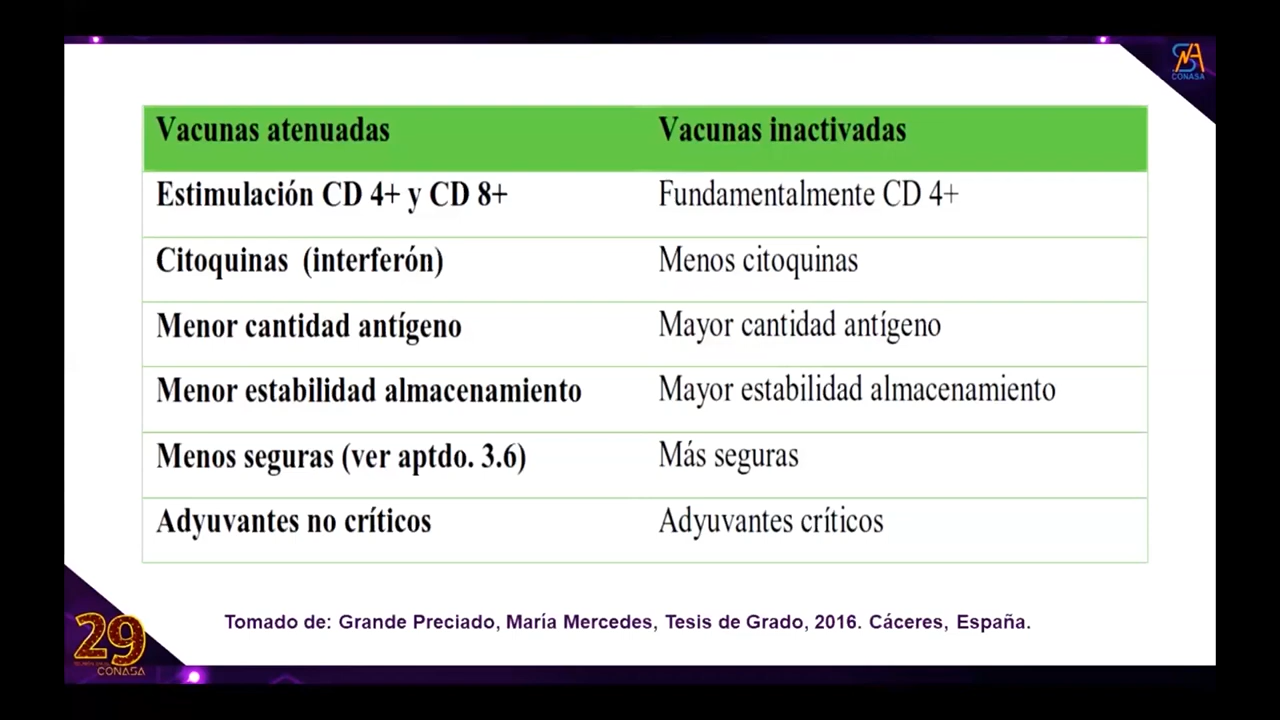 CONASA
Vacunas atenuadas Vacunas inactivadas
Estimulación CD 4+ y CD 8+ Fundamentalmente CD 4+
Citoquinas (interferón) Menos citoquinas
Menor cantidad antígeno Mayor cantidad antígeno
Menor estabilidad almacenamiento Mayor estabilidad almacenamiento
Menos seguras (ver aptdo. 3.6) Más seguras
Adyuvantes no críticos Adyuvantes críticos
Tomado de: Grande Preciado, María Mercedes, Tesis de Grado, 2016. Cáceres, España.
29
CONASA